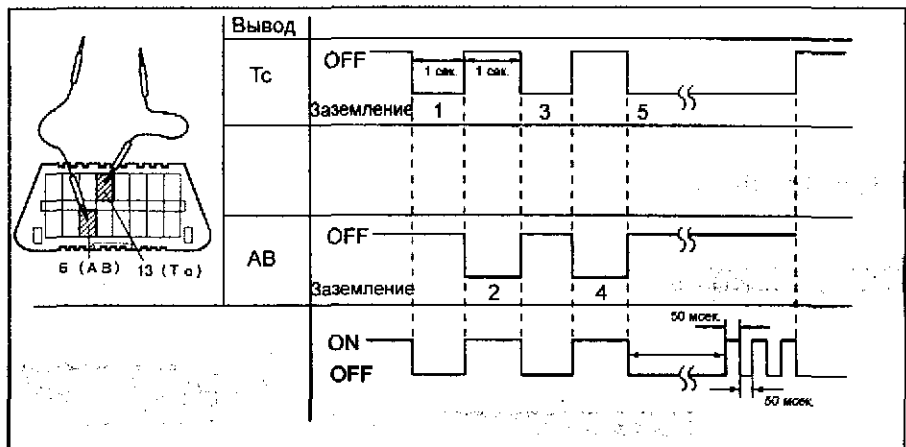 Вывод
Tc
OFF
1 сек.
1 сек.
Заземление
1
3
5
AB
OFF
Заземление
2
4
6 (AB)
13 (Tc)
ON
OFF
50 мсек.
50 мсек.